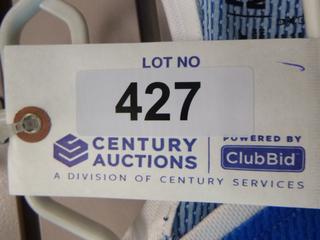 LOT NO
427
CENTURY
AUCTIONS
POWERED BY
ClubBid
A DIVISION OF CENTURY SERVICES